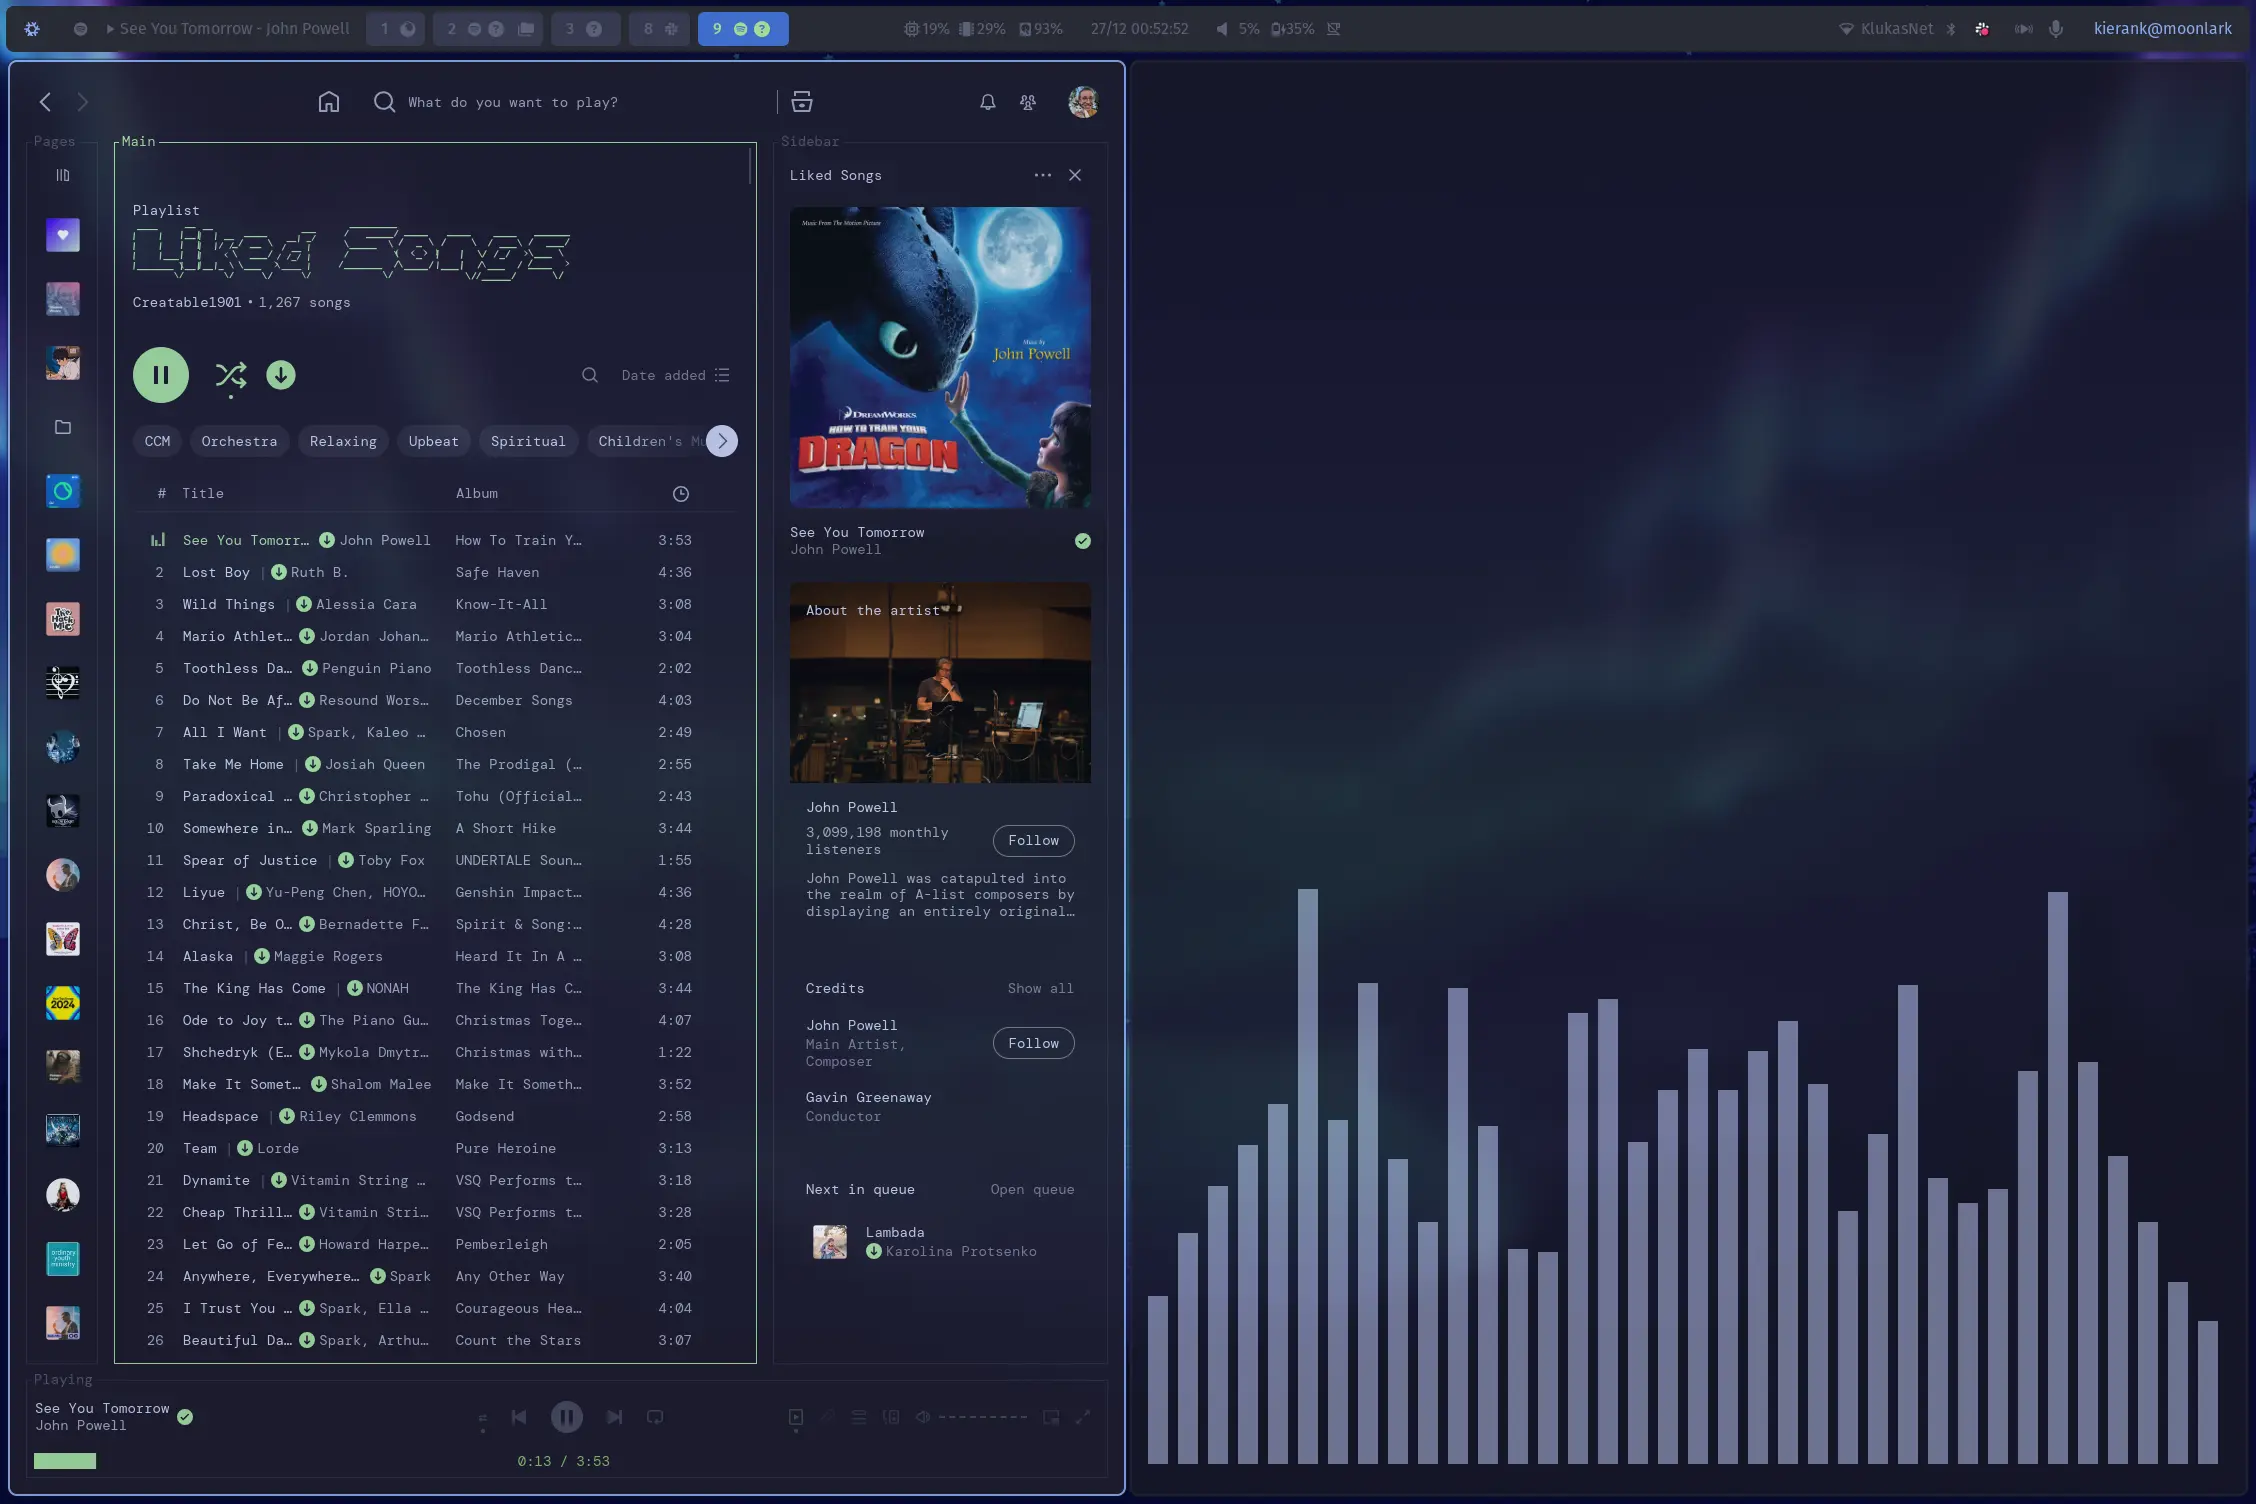 See You Tomorrow - John Powell
1
2
3
8
9
19%
29%
93%
27/12 00:52:52
5%
35%
KlukasNet
kierank@moonlark
What do you want to play?
Pages
Main
Playlist
Liked Songs
Creatable1901 • 1,267 songs
Date added
CCM Orchestra Relaxing Upbeat Spiritual Children's Mu
# Title Album
See You Tomorr… John Powell How To Train Y… 3:53
2 Lost Boy | Ruth B. Safe Haven 4:36
3 Wild Things | Alessia Cara Know-It-All 3:08
4 Mario Athlet… Jordan Johan… Mario Athletic… 3:04
5 Toothless Da… Penguin Piano Toothless Danc… 2:02
6 Do Not Be Af… Resound Wors… December Songs 4:03
7 All I Want | Spark, Kaleo … Chosen 2:49
8 Take Me Home | Josiah Queen The Prodigal (… 2:55
9 Paradoxical … Christopher … Tohu (Official… 2:43
10 Somewhere in… Mark Sparling A Short Hike 3:44
11 Spear of Justice | Toby Fox UNDERTALE Soun… 1:55
12 Liyue | Yu-Peng Chen, HOYO… Genshin Impact… 4:36
13 Christ, Be O… Bernadette F… Spirit & Song:… 4:28
14 Alaska | Maggie Rogers Heard It In A … 3:08
15 The King Has Come | NONAH The King Has C… 3:44
16 Ode to Joy t… The Piano Gu… Christmas Toge… 4:07
17 Shchedryk (E… Mykola Dmytr… Christmas with… 1:22
18 Make It Somet… Shalom Malee Make It Someth… 3:52
19 Headspace | Riley Clemmons Godsend 2:58
20 Team | Lorde Pure Heroine 3:13
21 Dynamite | Vitamin String … VSQ Performs t… 3:18
22 Cheap Thrill… Vitamin Stri… VSQ Performs t… 3:28
23 Let Go of Fe… Howard Harpe… Pemberleigh 2:05
24 Anywhere, Everywhere… Spark Any Other Way 3:40
25 I Trust You … Spark, Ella … Courageous Hea… 4:04
26 Beautiful Da… Spark, Arthu… Count the Stars 3:07
The Hack Mic
2024
ordinary
youth
ministry
Sidebar
Liked Songs
Music From The Motion Picture
Music by
John Powell
DREAMWORKS
HOW TO TRAIN YOUR
DRAGON
See You Tomorrow
John Powell
About the artist
John Powell
3,099,198 monthly
listeners
Follow
John Powell was catapulted into
the realm of A-list composers by
displaying an entirely original…
Credits Show all
John Powell
Main Artist,
Composer
Follow
Gavin Greenaway
Conductor
Next in queue Open queue
Lambada
Karolina Protsenko
Playing
See You Tomorrow
John Powell
0:13 / 3:53